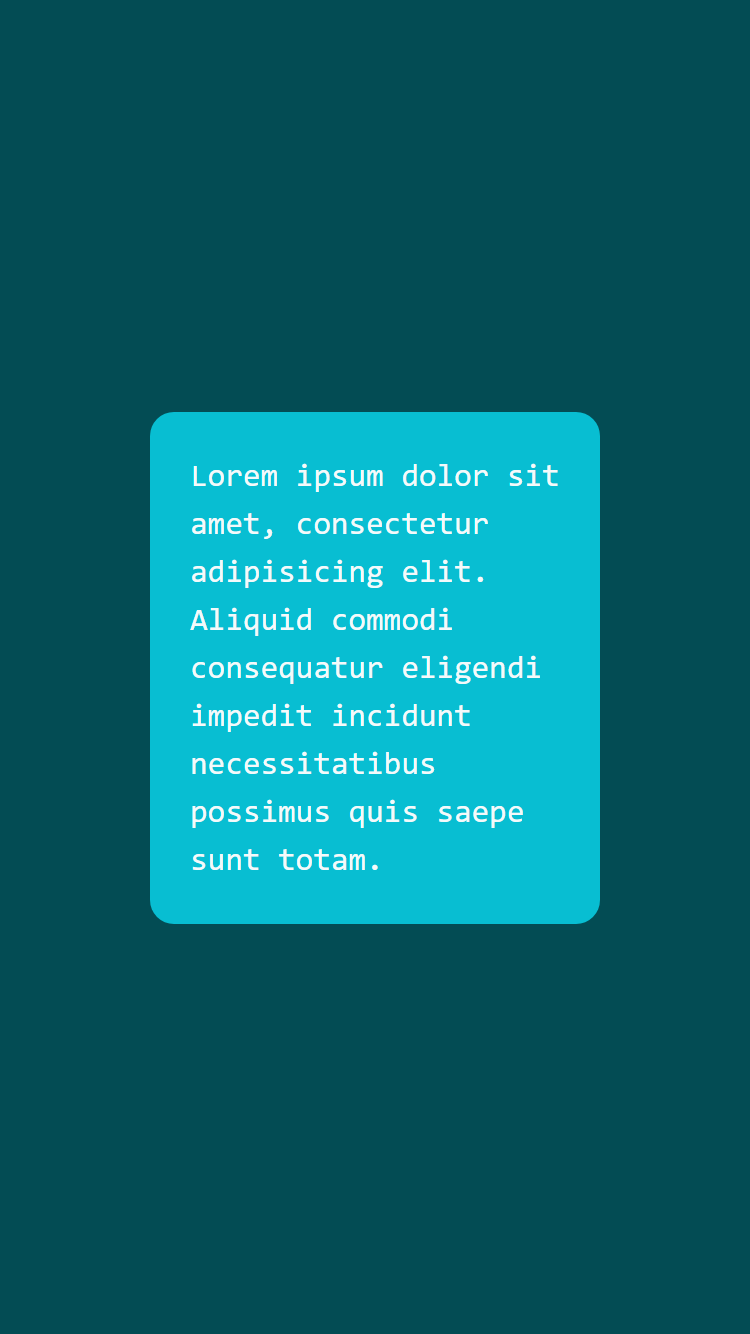 Lorem ipsum dolor sit
amet, consectetur
adipisicing elit.
Aliquid commodi
consequatur eligendi
impedit incidunt
necessitatibus
possimus quis saepe
sunt totam.